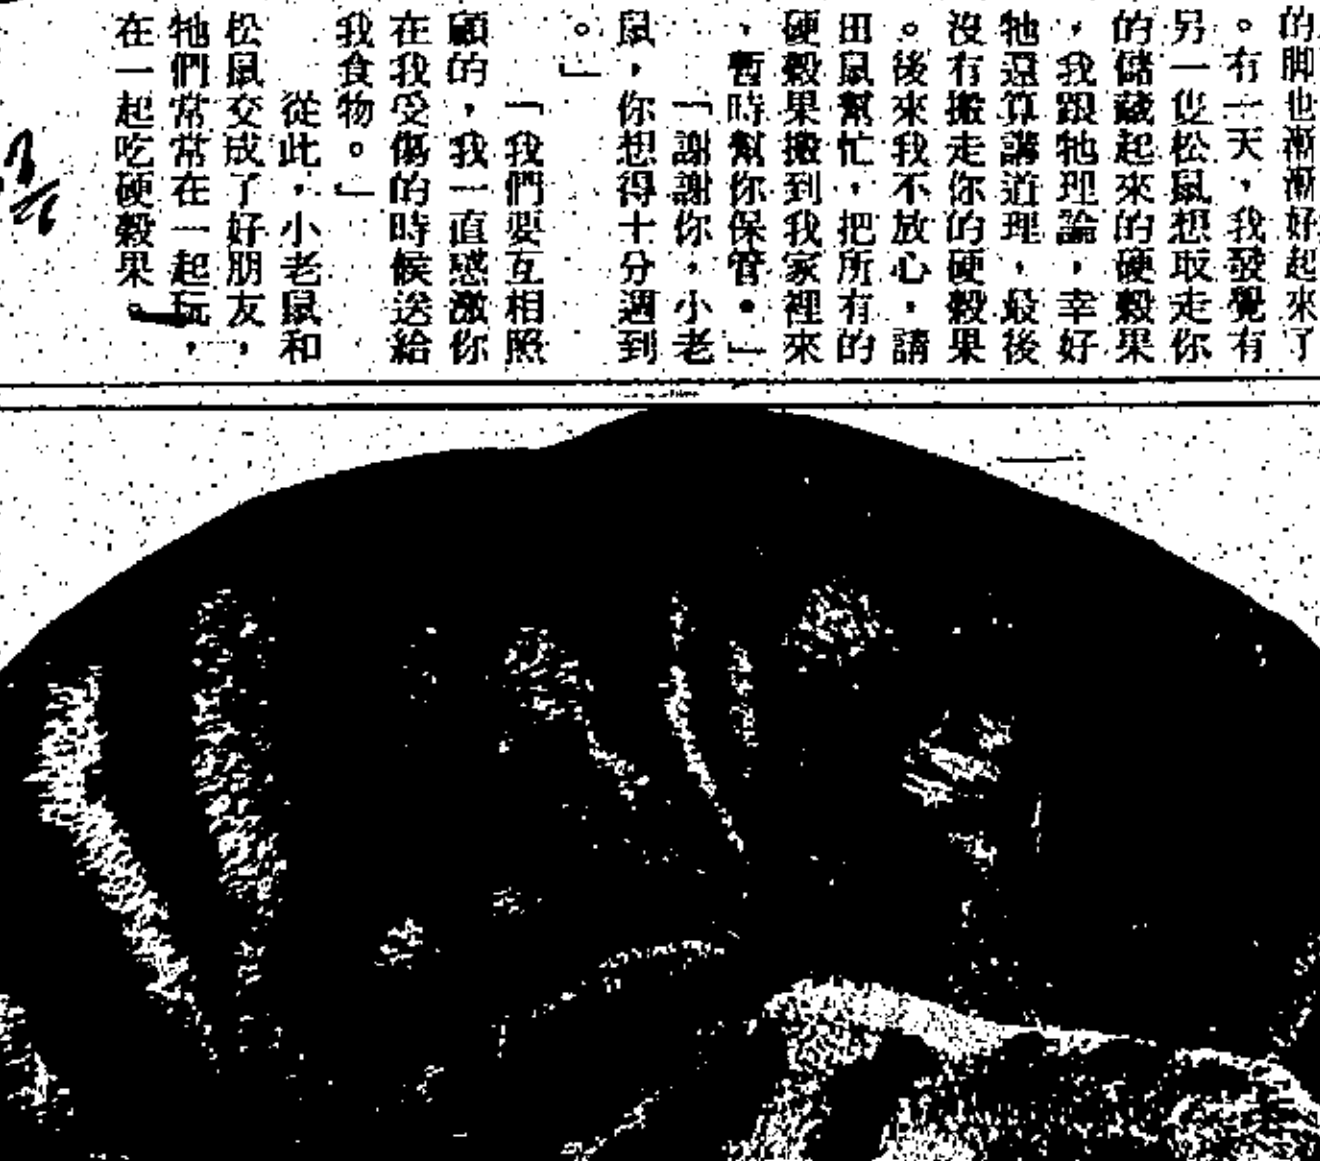 的脚也漸漸好起來了
。有一天，我發覺有
另一隻松鼠想取走你
的儲藏起來的硬殼果
，我跟牠理論，幸好
牠還算講道理，最後
沒有搬走你的硬殼果
。後來我不放心，請
田鼠幫忙，把所有的
硬殼果搬到我家裡來
，暫時幫你保管。」
「謝謝你，小老
鼠，你想得十分週到
。」
「我們要互相照
顧的，我一直感激你
在我受傷的時候送給
我食物。」
從此，小老鼠和
松鼠交成了好朋友，
牠們常常在一起玩，
在一起吃硬殼果。